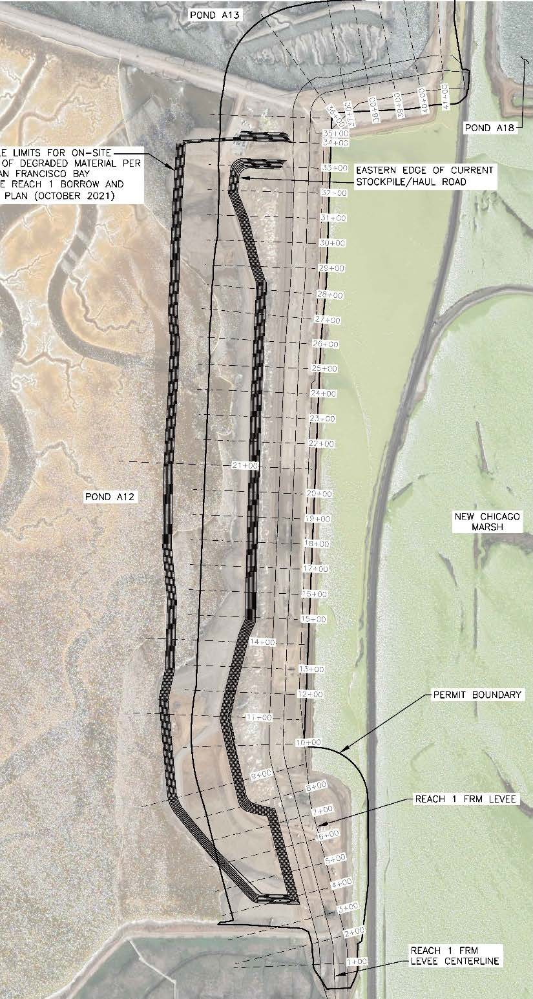 POND A13
36+00
37+00
38+00
39+00
40+00
41+00
POND A18
35+00
34+00
LIMITS FOR ON-SITE
OF DEGRADED MATERIAL PER
FRANCISCO BAY
REACH 1 BORROW AND
PLAN (OCTOBER 2021)
33+00
EASTERN EDGE OF CURRENT
STOCKPILE/HAUL ROAD
32+00
31+00
30+00
29+00
28+00
27+00
26+00
25+00
24+00
23+00
22+00
21+00
20+00
POND A12
19+00
NEW CHICAGO
MARSH
18+00
17+00
16+00
15+00
14+00
13+00
12+00
PERMIT BOUNDARY
11+00
10+00
9+00
8+00
REACH 1 FRM LEVEE
7+00
6+00
5+00
4+00
3+00
2+00
REACH 1 FRM
LEVEE CENTERLINE
1+00